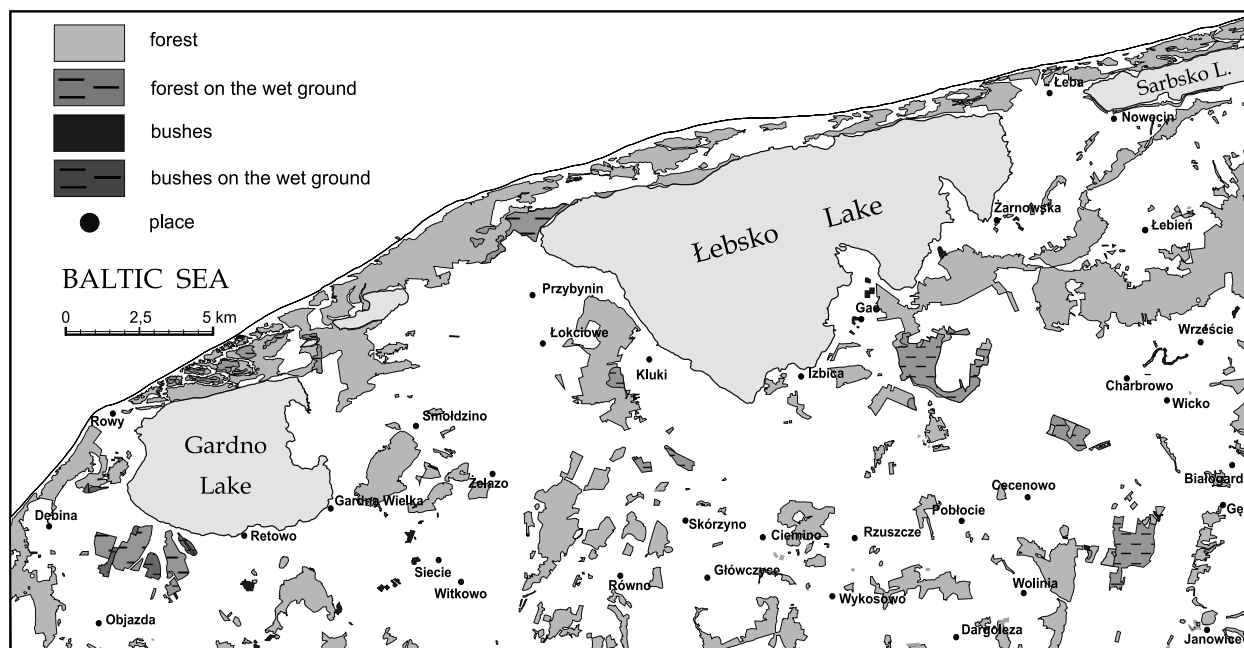 forest
forest on the wet ground
bushes
bushes on the wet ground
place
BALTIC SEA
0 2,5 5 km
Sarbsko L.
Łeba
Nowęcin
Łebsko Lake
Żarnowska
Łebień
Przybynin
Gać
Łokciowe
Wrzeście
Kluki
Izbica
Charbrowo
Wicko
Rowy
Smołdzino
Gardno
Lake
Żelazo
Białogard
Gardna Wielka
Cęcenowo
Gę
Dębina
Skórzyno
Pobłocie
Retowo
Ciemino
Rzuszcze
Siecie
Główczyce
Równo
Witkowo
Wolinia
Wykosowo
Objazda
Dargoleza
Janowice